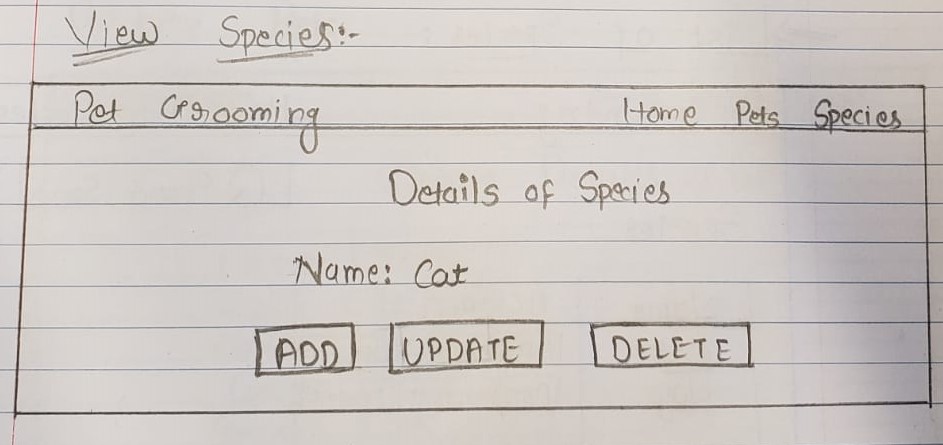 View Species:-
Pet Grooming Home Pets Species
Details of Species
Name: Cat
ADD UPDATE DELETE